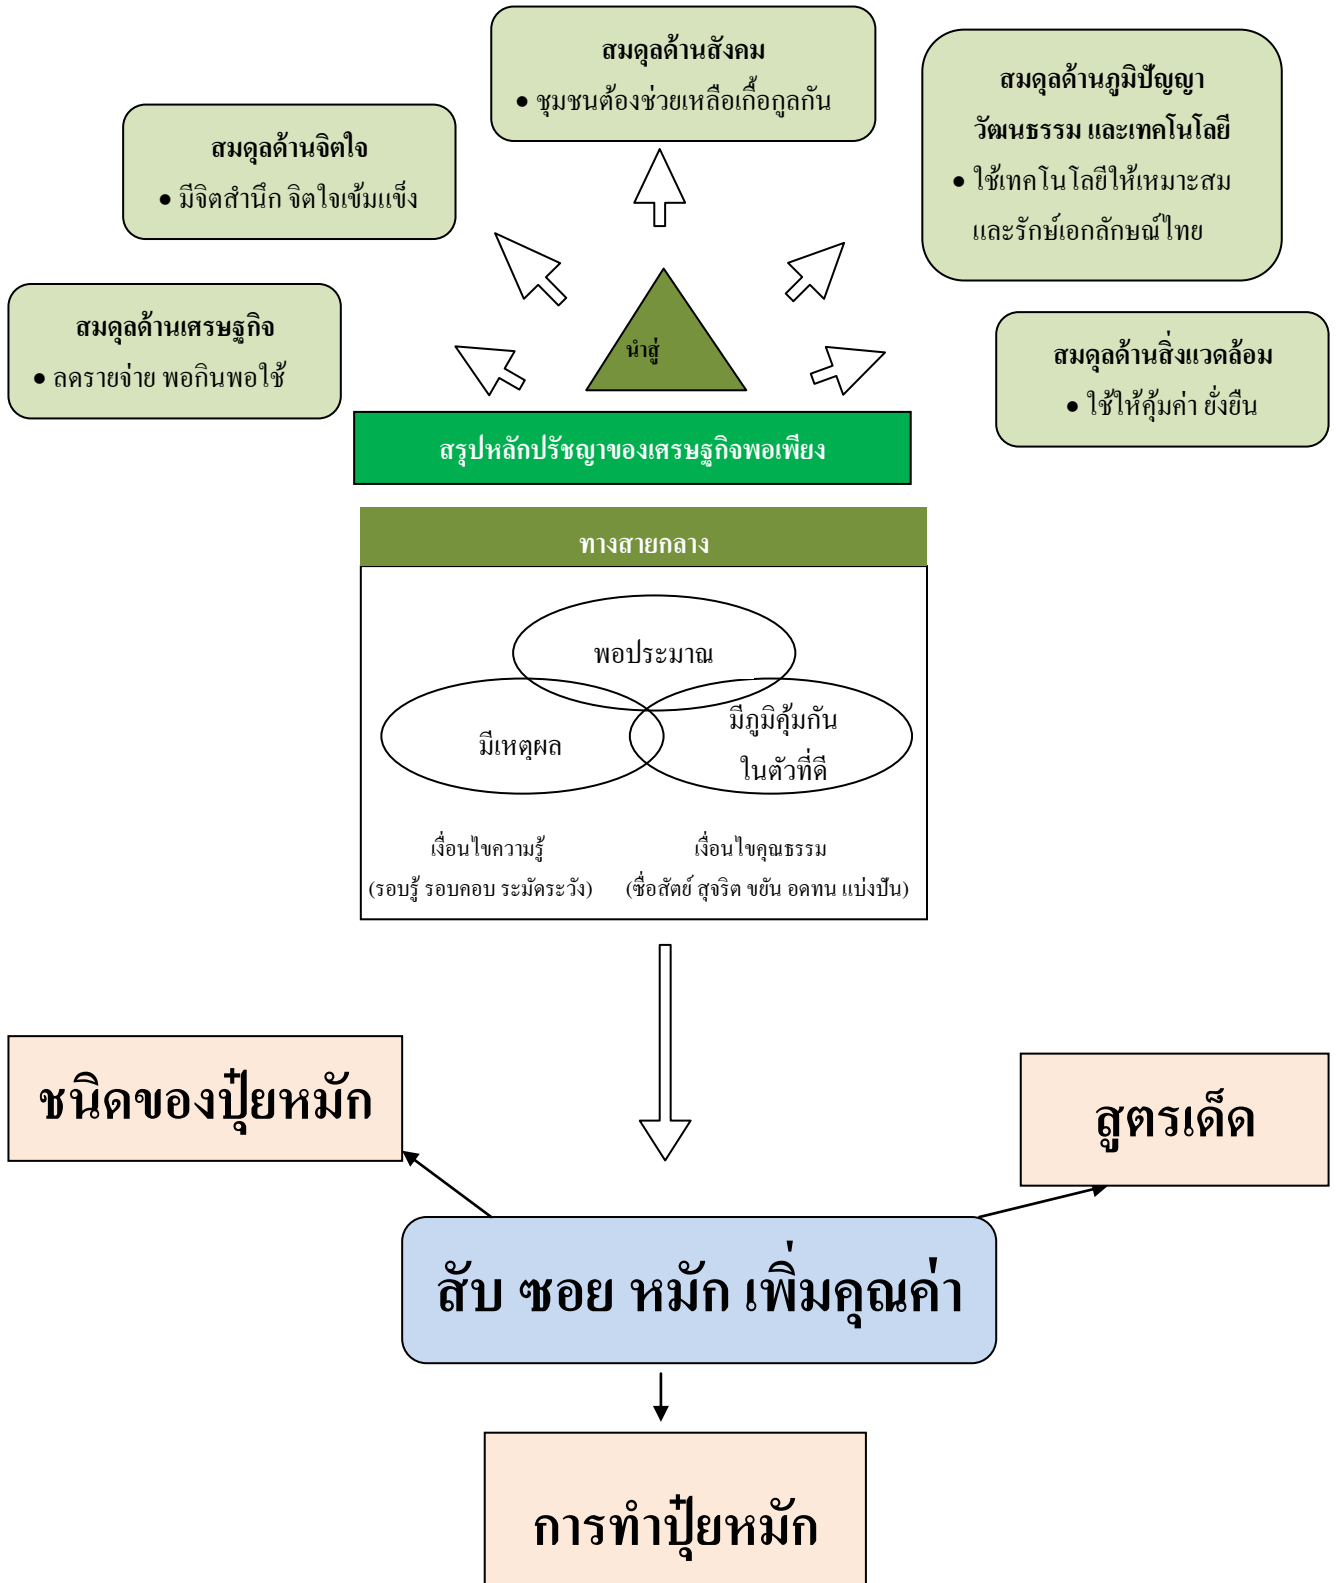 สมดุลด้านสังคม
• ชุมชนต้องช่วยเหลือเกื้อกูลกัน
สมดุลด้านภูมิปัญญา
วัฒนธรรม และเทคโนโลยี
• ใช้เทคโนโลยีให้เหมาะสม
และรักษ์เอกลักษณ์ไทย
สมดุลด้านจิตใจ
• มีจิตสำนึก จิตใจเข้มแข็ง
สมดุลด้านเศรษฐกิจ
• ลดรายจ่าย พอกินพอใช้
สมดุลด้านสิ่งแวดล้อม
• ใช้ให้คุ้มค่า ยั่งยืน
นำสู่
สรุปหลักปรัชญาของเศรษฐกิจพอเพียง
ทางสายกลาง
พอประมาณ
มีเหตุผล
มีภูมิคุ้มกัน
ในตัวที่ดี
เงื่อนไขความรู้
(รอบรู้ รอบคอบ ระมัดระวัง)
เงื่อนไขคุณธรรม
(ซื่อสัตย์ สุจริต ขยัน อดทน แบ่งปัน)
ชนิดของปุ๋ยหมัก
สูตรเด็ด
สับ ซอย หมัก เพิ่มคุณค่า
การทำปุ๋ยหมัก